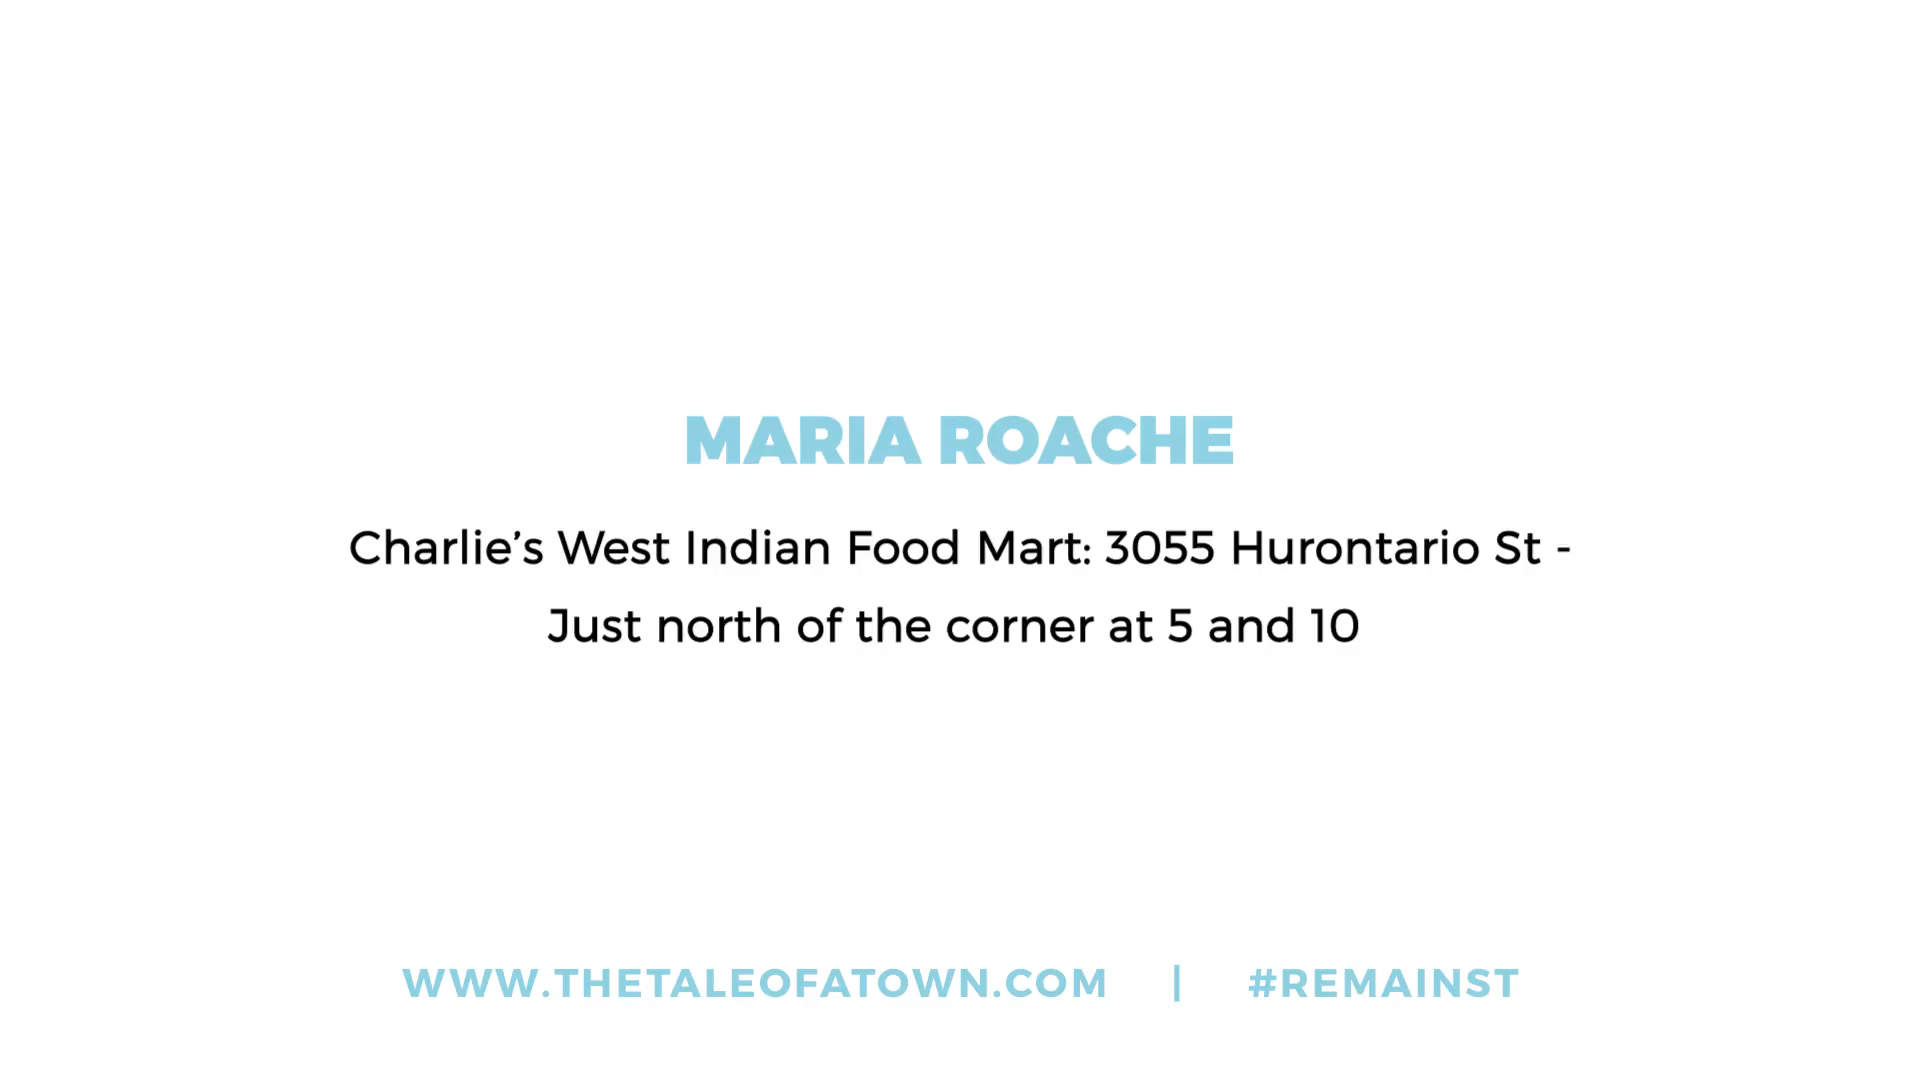 MARIA ROACHE
Charlie’s West Indian Food Mart: 3055 Hurontario St -
Just north of the corner at 5 and 10
WWW.THETALEOFATOWN.COM | #REMAINST